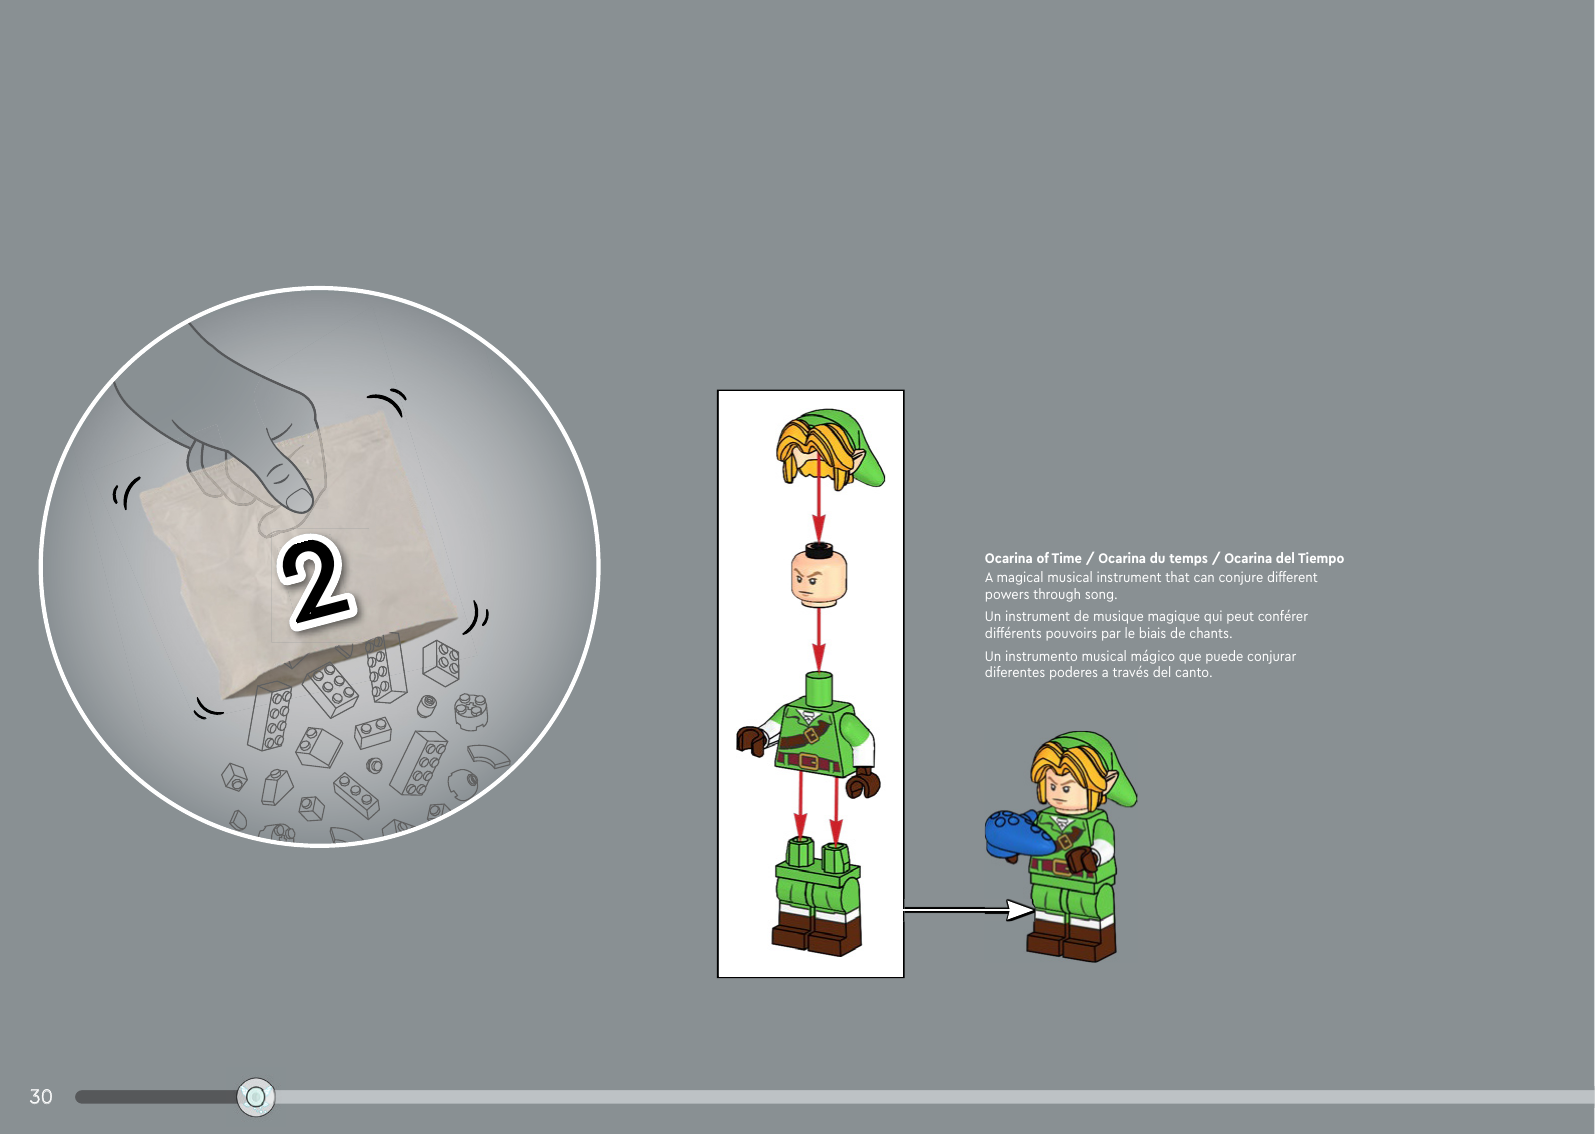 2
Ocarina of Time / Ocarina du temps / Ocarina del Tiempo
A magical musical instrument that can conjure different
powers through song.
Un instrument de musique magique qui peut conférer
différents pouvoirs par le biais de chants.
Un instrumento musical mágico que puede conjurar
diferentes poderes a través del canto.
30